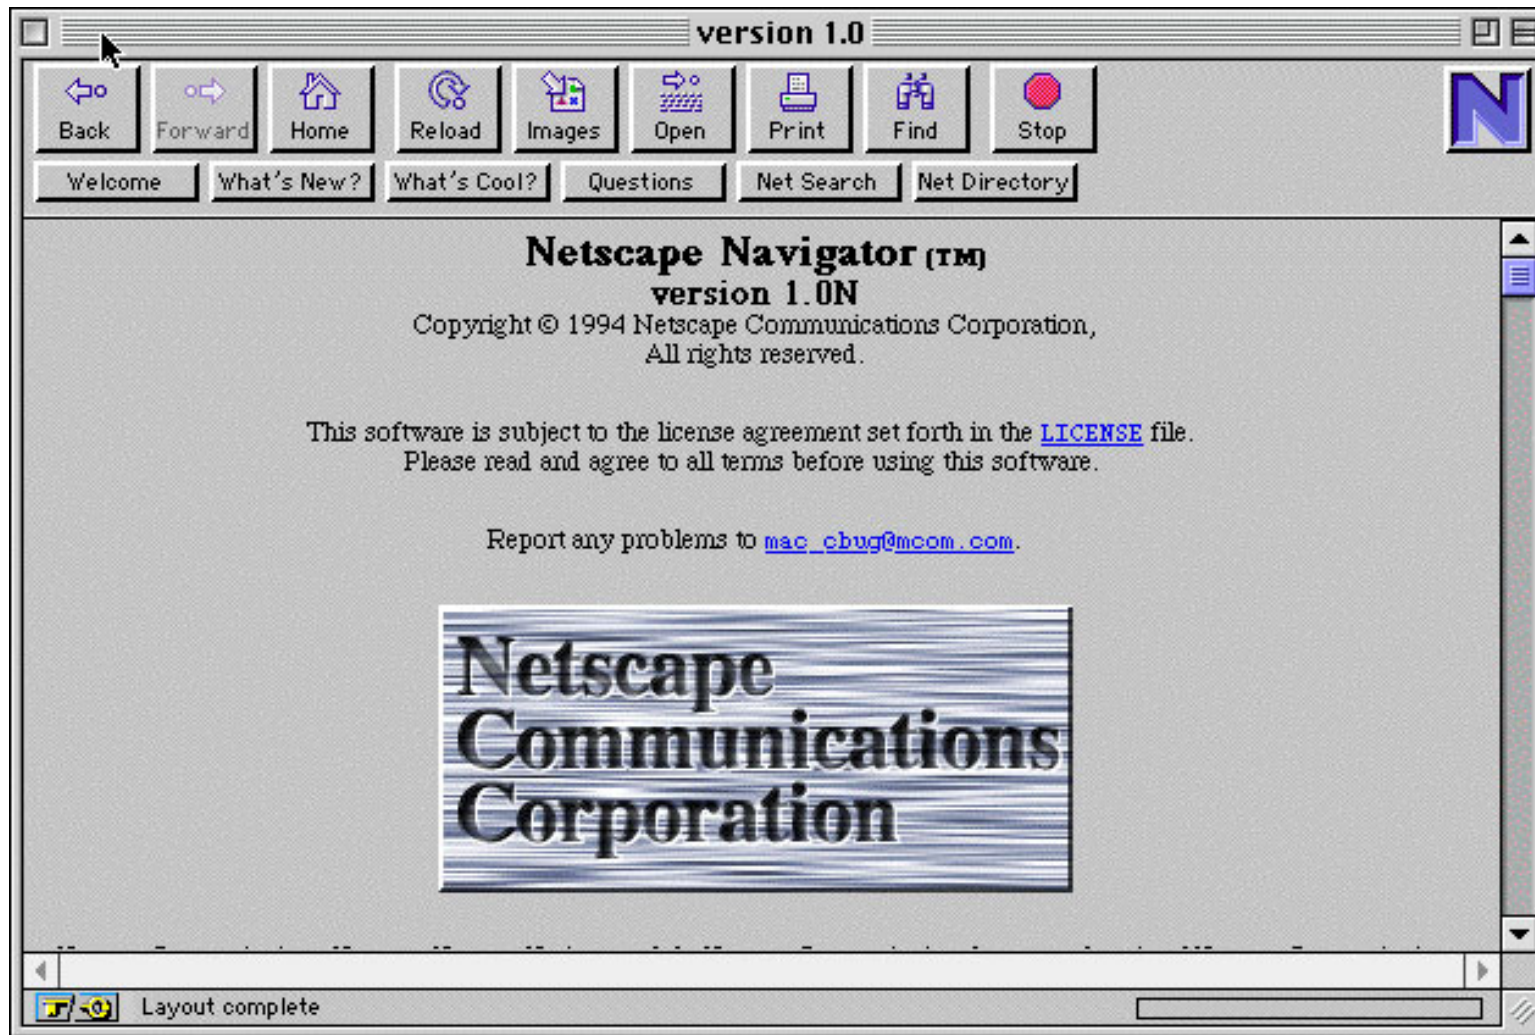 version 1.0
Back Forward Home Reload Images Open Print Find Stop
N
Welcome What's New? What's Cool? Questions Net Search Net Directory
Netscape Navigator (TM)
version 1.0N
Copyright © 1994 Netscape Communications Corporation,
All rights reserved.
This software is subject to the license agreement set forth in the LICENSE file.
Please read and agree to all terms before using this software.
Report any problems to mac_cbug@mcom.com.
Netscape
Communications
Corporation
Layout complete